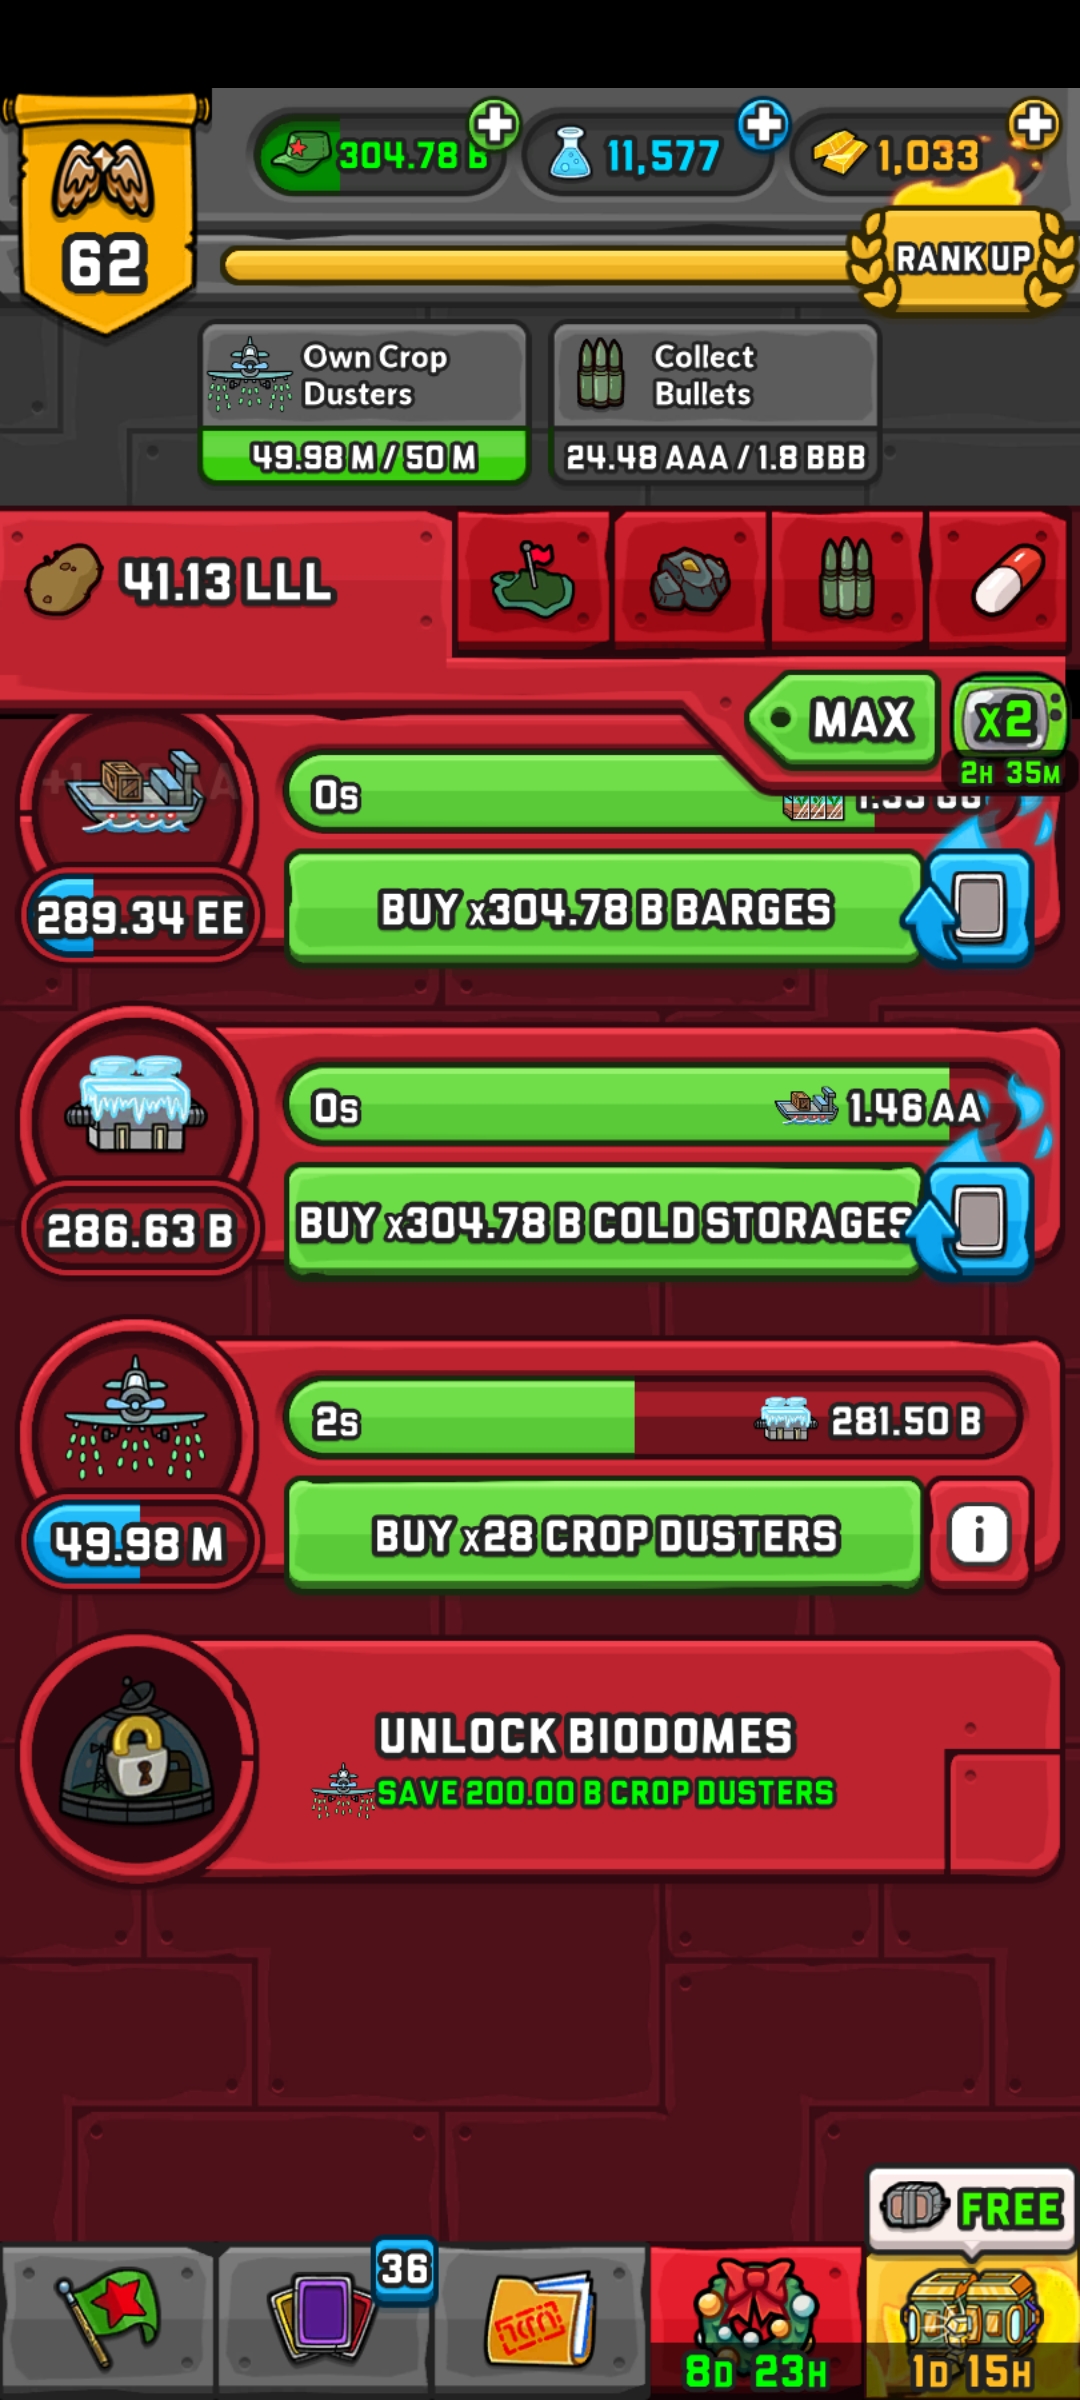 62
304.78 B
11,577
1,033
RANK UP
Own Crop
Dusters
49.98 M / 50 M
Collect
Bullets
24.48 AAA / 1.8 BBB
41.13 LLL
MAX
x2
2H 35M
0s
289.34 EE
BUY x304.78 B BARGES
0s
1.46 AA
286.63 B
BUY x304.78 B COLD STORAGES
2s
281.50 B
49.98 M
BUY x28 CROP DUSTERS
i
UNLOCK BIODOMES
SAVE 200.00 B CROP DUSTERS
FREE
36
8D 23H
1D 15H